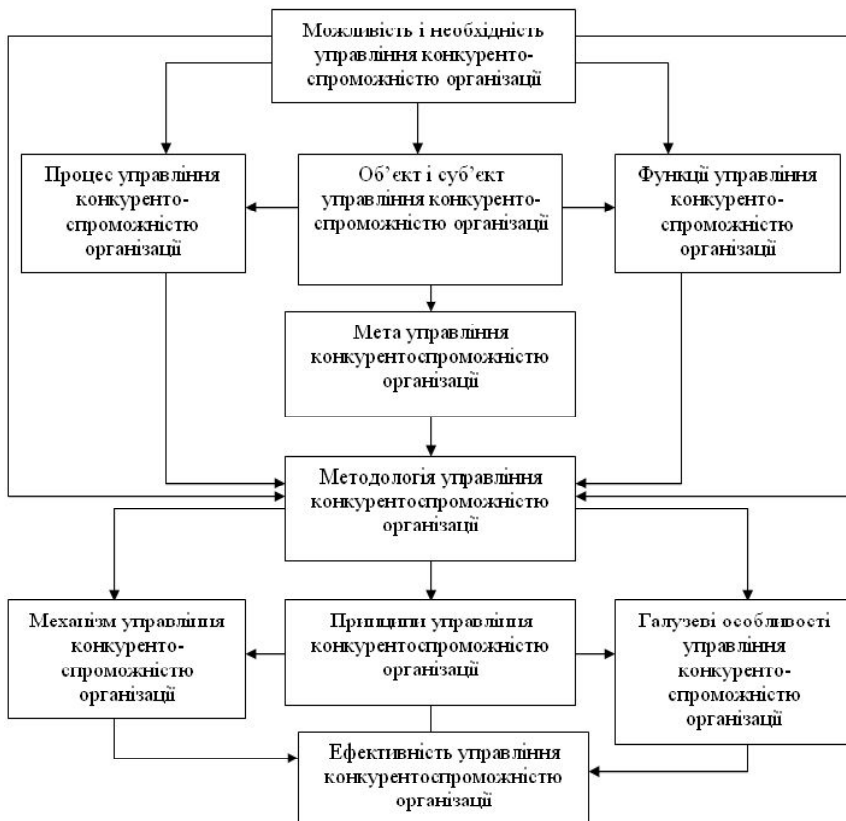 Можливість і необхідність
управління конкуренто-
спроможністю організації
Процес управління
конкуренто-
спроможністю
організації
Об’єкт і суб’єкт
управління конкуренто-
спроможністю організації
Функції управління
конкуренто-
спроможністю
організації
Мета управління
конкурентоспроможністю
організації
Методологія управління
конкурентоспроможністю
організації
Механізм управління
конкуренто-
спроможністю
організації
Принципи управління
конкурентоспроможністю
організації
Галузеві особливості
управління
конкуренто-
спроможністю
організації
Ефективність управління
конкурентоспроможністю
організації